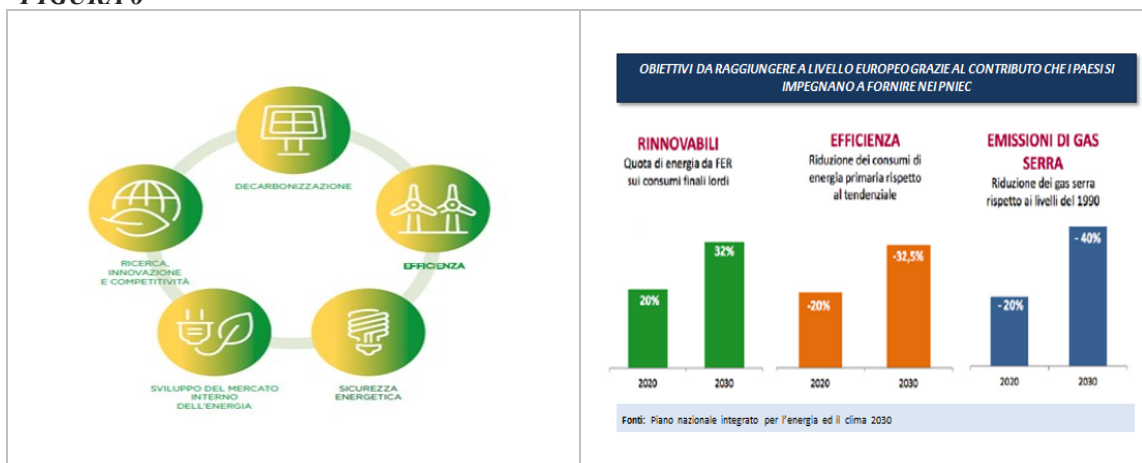 FIGURA 6
DECARBONIZZAZIONE
EFFICIENZA
SICUREZZA
ENERGETICA
SVILUPPO DEL MERCATO
INTERNO
DELL'ENERGIA
RICERCA,
INNOVAZIONE
E COMPETITIVITÀ
OBIETTIVI DA RAGGIUNGERE A LIVELLO EUROPEO GRAZIE AL CONTRIBUTO CHE I PAESI SI
IMPEGNANO A FORNIRE NEI PNIEC
RINNOVABILI
Quota di energia da FER
sui consumi finali lordi
20%
32%
2020
2030
EFFICIENZA
Riduzione dei consumi di
energia primaria rispetto
al tendenziale
-20%
-32,5%
2020
2030
EMISSIONI DI GAS
SERRA
Riduzione dei gas serra
rispetto ai livelli del 1990
- 20%
- 40%
2020
2030
Fonti: Piano nazionale integrato per l'energia ed il clima 2030